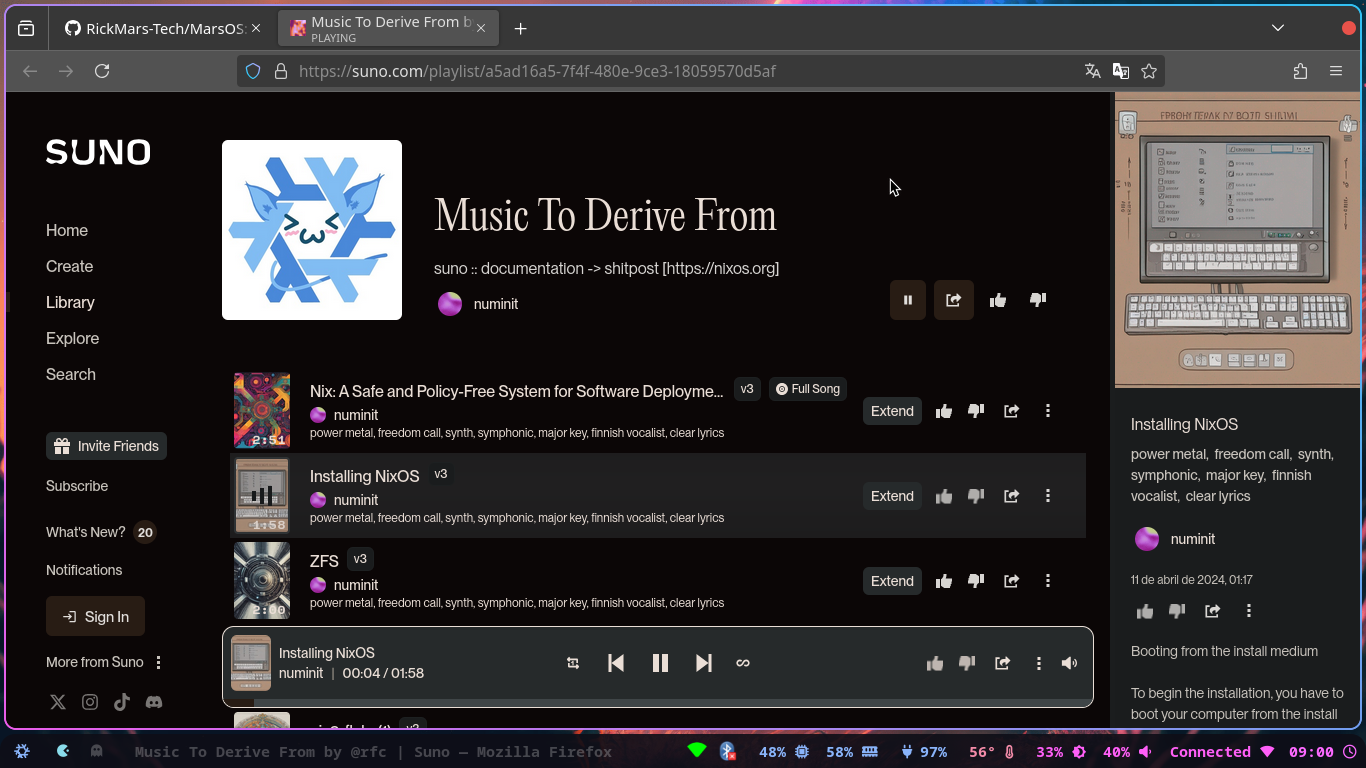 RickMars-Tech/MarsOS:
Music To Derive From b
PLAYING
https://suno.com/playlist/a5ad16a5-7f4f-480e-9ce3-18059570d5af
SUNO
Home
Create
Library
Explore
Search
Invite Friends
Subscribe
What's New? 20
Notifications
Sign In
More from Suno
Music To Derive From
suno :: documentation -> shitpost [https://nixos.org]
numinit
2:51
Nix: A Safe and Policy-Free System for Software Deployme... v3 Full Song
numinit
power metal, freedom call, synth, symphonic, major key, finnish vocalist, clear lyrics
Extend
1:58
Installing NixOS v3
numinit
power metal, freedom call, synth, symphonic, major key, finnish vocalist, clear lyrics
Extend
2:00
ZFS v3
numinit
power metal, freedom call, synth, symphonic, major key, finnish vocalist, clear lyrics
Extend
Installing NixOS
numinit | 00:04 / 01:58
v3
Installing NixOS
power metal, freedom call, synth,
symphonic, major key, finnish
vocalist, clear lyrics
numinit
11 de abril de 2024, 01:17
Booting from the install medium
To begin the installation, you have to
boot your computer from the install
Music To Derive From by @rfc | Suno — Mozilla Firefox
48% 58% 97% 56° 33% 40% Connected 09:00